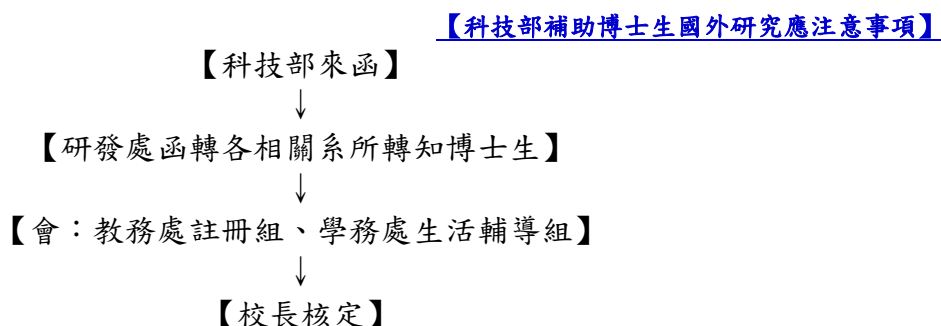 【科技部補助博士生國外研究應注意事項】
【科技部來函】
↓
【研發處函轉各相關系所轉知博士生】
↓
【會：教務處註冊組、學務處生活輔導組】
↓
【校長核定】